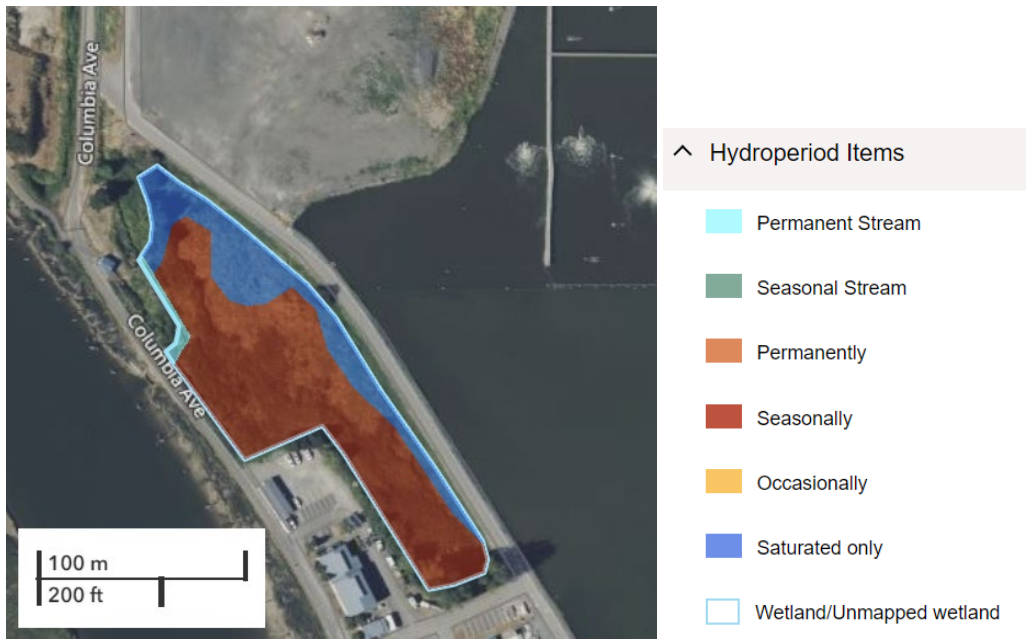 Columbia Ave
Columbia Ave
100 m
200 ft
Hydroperiod Items
Permanent Stream
Seasonal Stream
Permanently
Seasonally
Occasionally
Saturated only
Wetland/Unmapped wetland